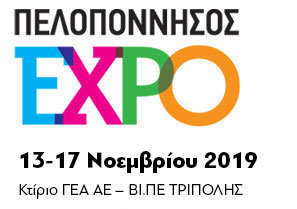 ΠΕΛΟΠΟΝΝΗΣΟΣ
EXPO
13-17 Νοεμβρίου 2019
Κτίριο ΓΕΑ ΑΕ – ΒΙ.ΠΕ ΤΡΙΠΟΛΗΣ